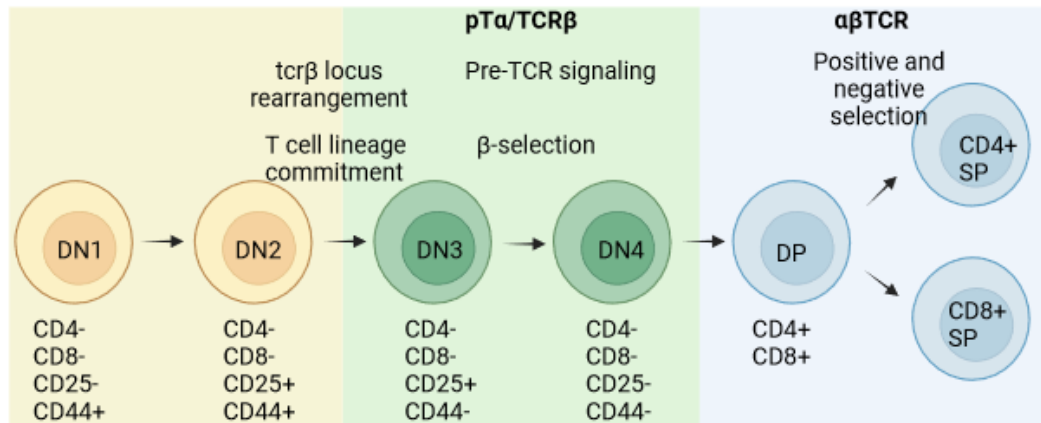 pTα/TCRβ
αβTCR
tcrβ locus
rearrangement
Pre-TCR signaling
Positive and
negative
selection
T cell lineage
commitment
β-selection
DN1
DN2
DN3
DN4
DP
CD4+
SP
CD8+
SP
CD4-
CD8-
CD25-
CD44+
CD4-
CD8-
CD25+
CD44+
CD4-
CD8-
CD25+
CD44-
CD4-
CD8-
CD25-
CD44-
CD4+
CD8+